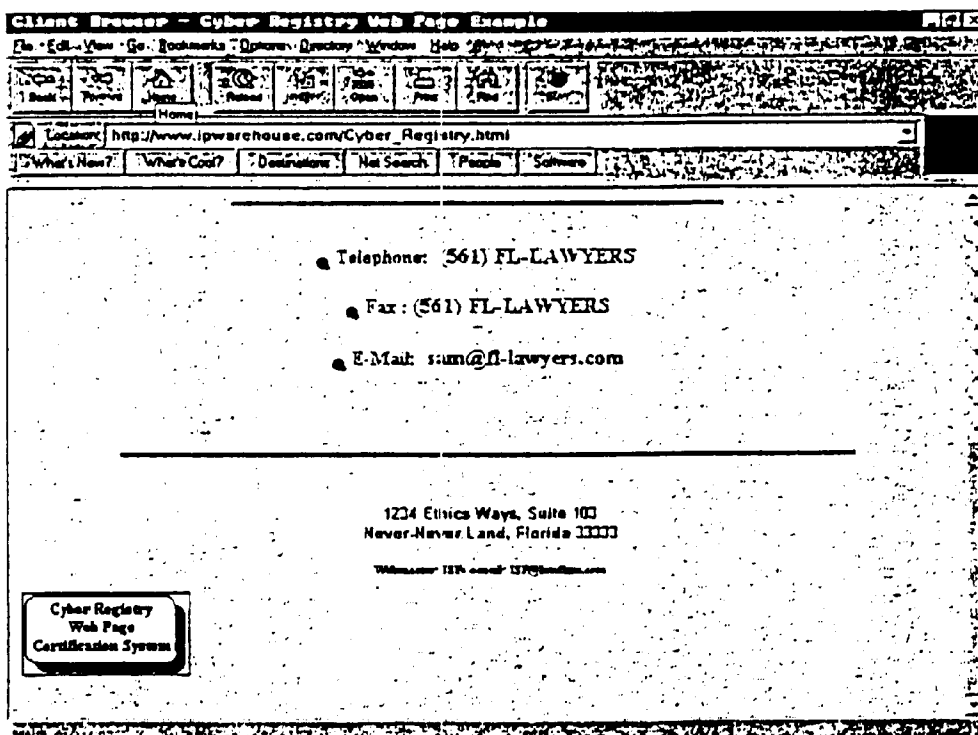 Client Browser - Cyber Registry Web Page Example
File Edit View Go Bookmarks Options Directory Window Help
Back Forward Home Reload Open Print Find Stop
Home
Location: http://www.ipwarehouse.com/Cyber_Registry.html
What's New? What's Cool? Destinations Net Search People Software
Telephone: (561) FL-LAWYERS
Fax: (561) FL-LAWYERS
E-Mail: sam@fl-lawyers.com
1234 Ethics Ways, Suite 103
Never-Never Land, Florida 33333
Webmaster
Cyber Registry
Web Page
Certification System